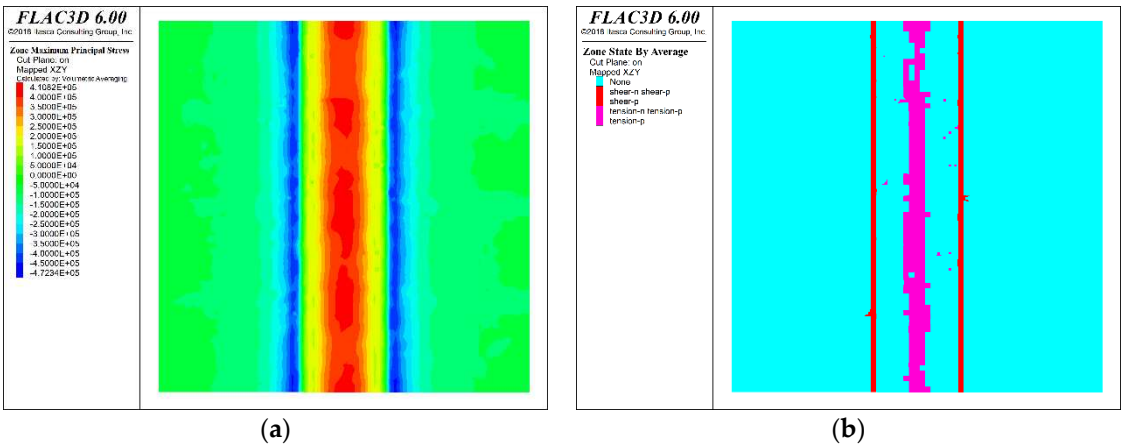 FLAC3D 6.00
©2016 Itasca Consulting Group, Inc.
Zone Maximum Principal Stress
Cut Plane: on
Mapped XZY
Calculated by: Volumetric Averaging
4.1082E+05
4.0000E+05
3.5000E+05
3.0000E+05
2.5000E+05
2.0000E+05
1.5000E+05
1.0000E+05
5.0000E+04
0.0000E+00
-5.0000E+04
-1.0000E+05
-1.5000E+05
-2.0000E+05
-2.5000E+05
-3.0000E+05
-3.5000E+05
-4.0000E+05
-4.5000E+05
-4.7234E+05
(a)
FLAC3D 6.00
©2016 Itasca Consulting Group, Inc.
Zone State By Average
Cut Plane: on
Mapped XZY
None
shear-n shear-p
shear-p
tension-n tension-p
tension-p
(b)